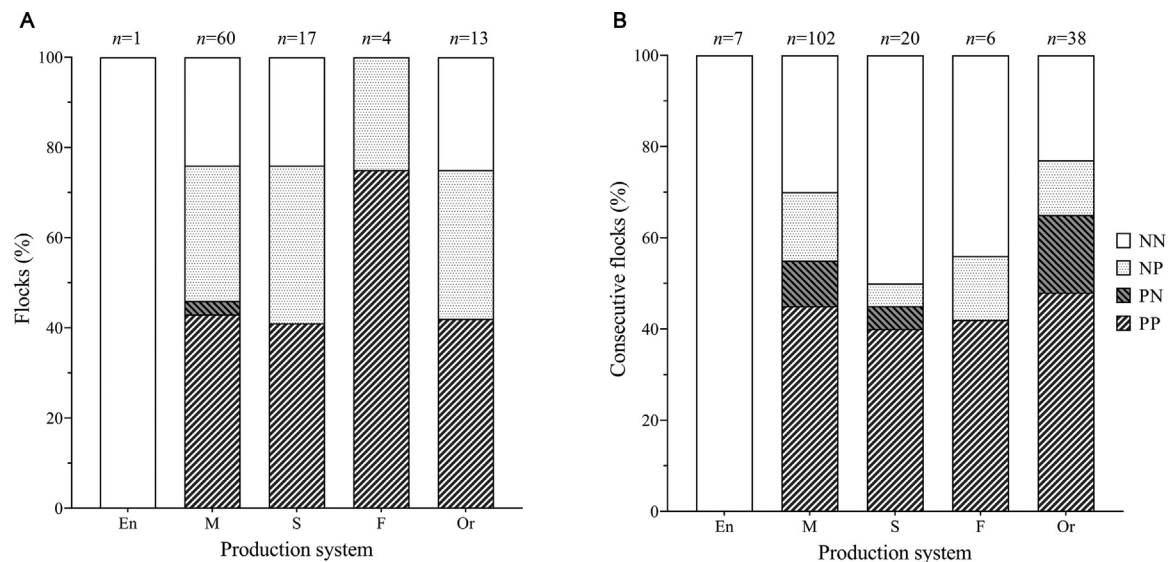 A
n=1 n=60 n=17 n=4 n=13
100
80
60
40
20
0
Flocks (%)
En M S F Or
Production system
B
n=7 n=102 n=20 n=6 n=38
100
80
60
40
20
0
Consecutive flocks (%)
En M S F Or
Production system
NN
NP
PN
PP